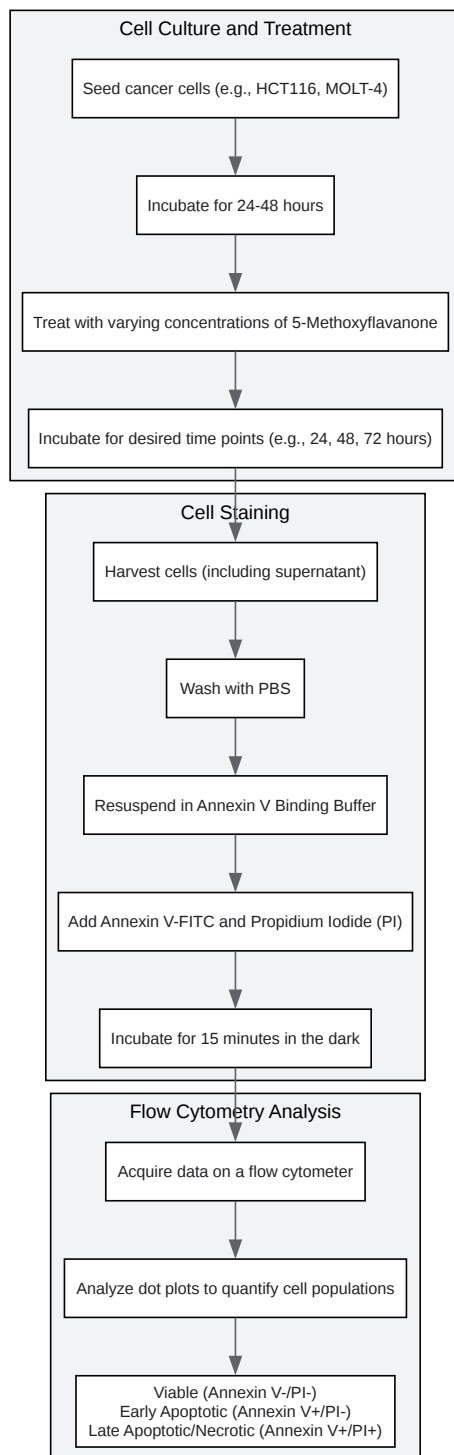 Cell Culture and Treatment
Seed cancer cells (e.g., HCT116, MOLT-4)
Incubate for 24-48 hours
Treat with varying concentrations of 5-Methoxyflavanone
Incubate for desired time points (e.g., 24, 48, 72 hours)
Cell Staining
Harvest cells (including supernatant)
Wash with PBS
Resuspend in Annexin V Binding Buffer
Add Annexin V-FITC and Propidium Iodide (PI)
Incubate for 15 minutes in the dark
Flow Cytometry Analysis
Acquire data on a flow cytometer
Analyze dot plots to quantify cell populations
Viable (Annexin V-/PI-)
Early Apoptotic (Annexin V+/PI-)
Late Apoptotic/Necrotic (Annexin V+/PI+)